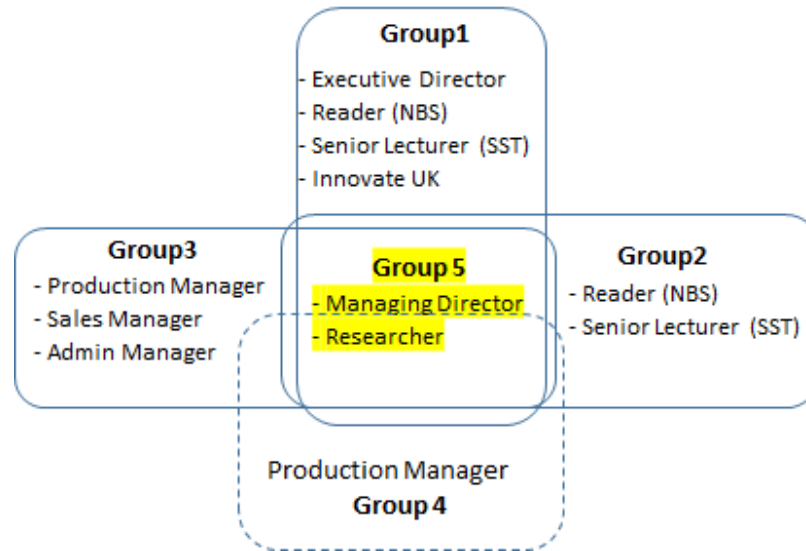 Group1
- Executive Director
- Reader (NBS)
- Senior Lecturer (SST)
- Innovate UK
Group3
- Production Manager
- Sales Manager
- Admin Manager
Group 5
- Managing Director
- Researcher
Group2
- Reader (NBS)
- Senior Lecturer (SST)
Production Manager
Group 4